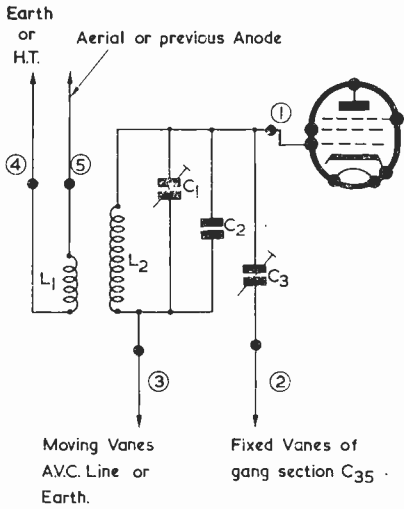 Earth
or
H.T.
Aerial or previous Anode
①
④
⑤
C1
C2
L1
L2
C3
③
②
Moving Vanes
A.V.C. Line or
Earth.
Fixed Vanes of
gang section C35.